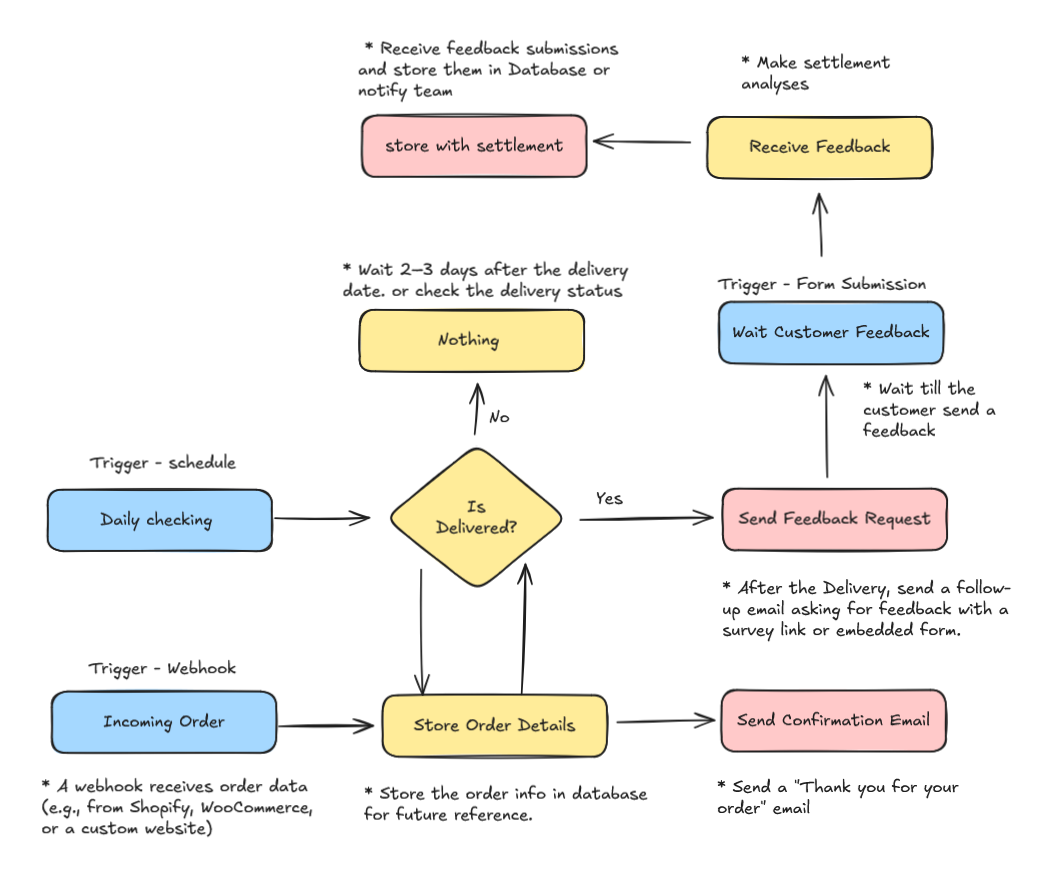 * Receive feedback submissions
and store them in Database or
notify team
* Make settlement
analyses
store with settlement
Receive Feedback
* Wait 2–3 days after the delivery
date. or check the delivery status
Trigger - Form Submission
Nothing
Wait Customer Feedback
* Wait till the
customer send a
feedback
No
Trigger - schedule
Daily checking
Is
Delivered?
Yes
Send Feedback Request
* After the Delivery, send a follow-
up email asking for feedback with a
survey link or embedded form.
Trigger - Webhook
Incoming Order
Store Order Details
Send Confirmation Email
* A webhook receives order data
(e.g., from Shopify, WooCommerce,
or a custom website)
* Store the order info in database
for future reference.
* Send a "Thank you for your
order" email